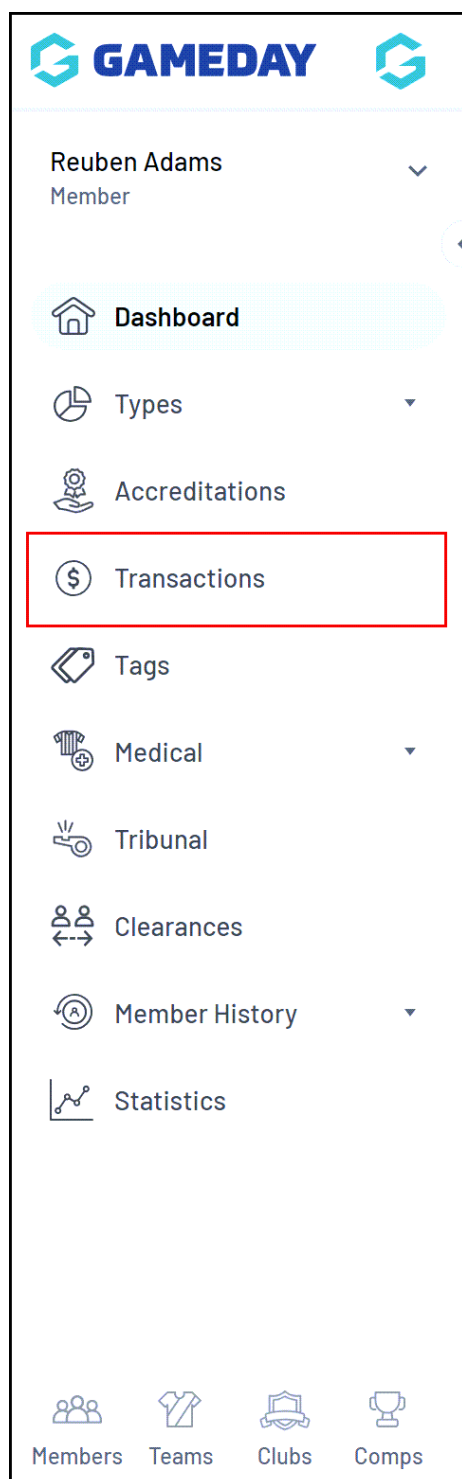 GAMEDAY
Reuben Adams
Member
Dashboard
Types
Accreditations
$ Transactions
Tags
Medical
Tribunal
Clearances
Member History
Statistics
Members Teams Clubs Comps